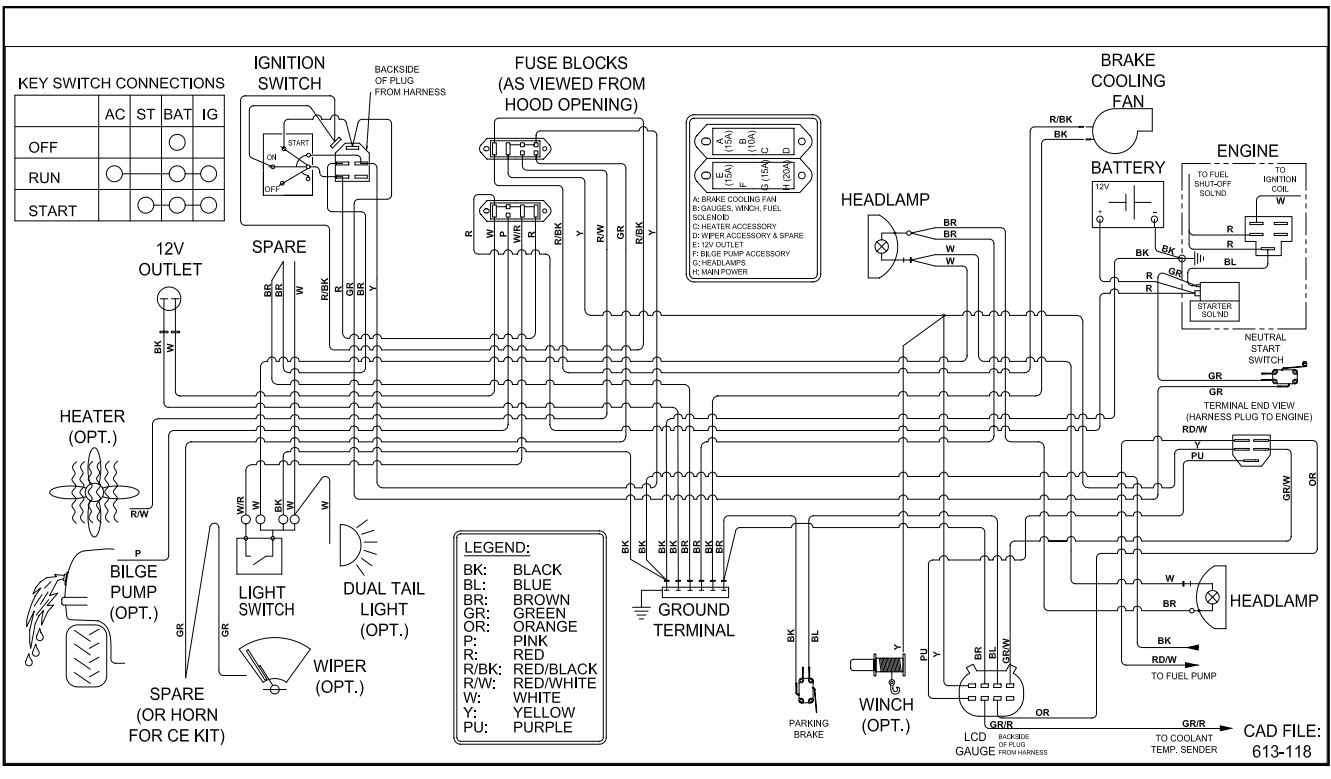 KEY SWITCH CONNECTIONS
AC ST BAT IG
OFF
RUN
START
IGNITION
SWITCH
BACKSIDE
OF PLUG
FROM HARNESS
START
ON
OFF
FUSE BLOCKS
(AS VIEWED FROM
HOOD OPENING)
A (15A)
B (10A)
C
D
E (15A)
F
G (15A)
H (20A)
A: BRAKE COOLING FAN
B: GAUGES, WINCH, FUEL
SOLENOID
C: HEATER ACCESSORY
D: WIPER ACCESSORY & SPARE
E: 12V OUTLET
F: BILGE PUMP ACCESSORY
G: HEADLAMPS
H: MAIN POWER
BRAKE
COOLING
FAN
R/BK
BK
BATTERY
12V
+
-
ENGINE
TO FUEL
SHUT-OFF
SOL'ND
TO
IGNITION
COIL
W
R
R
BL
BK
BK
GR
R
R
STARTER
SOL'ND
HEADLAMP
BR
BR
W
W
12V
OUTLET
BK
W
SPARE
BR
BR
W
R/BK
R
GR
BR
Y
R
W
P
W/R
R
R/BK
Y
R/W
GR
R/BK
Y
NEUTRAL
START
SWITCH
GR
GR
TERMINAL END VIEW
(HARNESS PLUG TO ENGINE)
RD/W
Y
PU
GR/W
OR
HEATER
(OPT.)
R/W
P
BILGE
PUMP
(OPT.)
W/R
W
BK
W
W
LIGHT
SWITCH
DUAL TAIL
LIGHT
(OPT.)
GR
GR
SPARE
(OR HORN
FOR CE KIT)
WIPER
(OPT.)
LEGEND:
BK: BLACK
BL: BLUE
BR: BROWN
GR: GREEN
OR: ORANGE
P: PINK
R: RED
R/BK: RED/BLACK
R/W: RED/WHITE
W: WHITE
Y: YELLOW
PU: PURPLE
BK
BK
BK
BR
BR
BK
BR
GROUND
TERMINAL
BK
BL
PARKING
BRAKE
Y
WINCH
(OPT.)
PU
Y
BR
BL
GR/W
LCD
GAUGE
BACKSIDE
OF PLUG
FROM HARNESS
OR
GR/R
GR/R
TO COOLANT
TEMP. SENDER
W
BR
HEADLAMP
BK
RD/W
TO FUEL PUMP
CAD FILE:
613-118